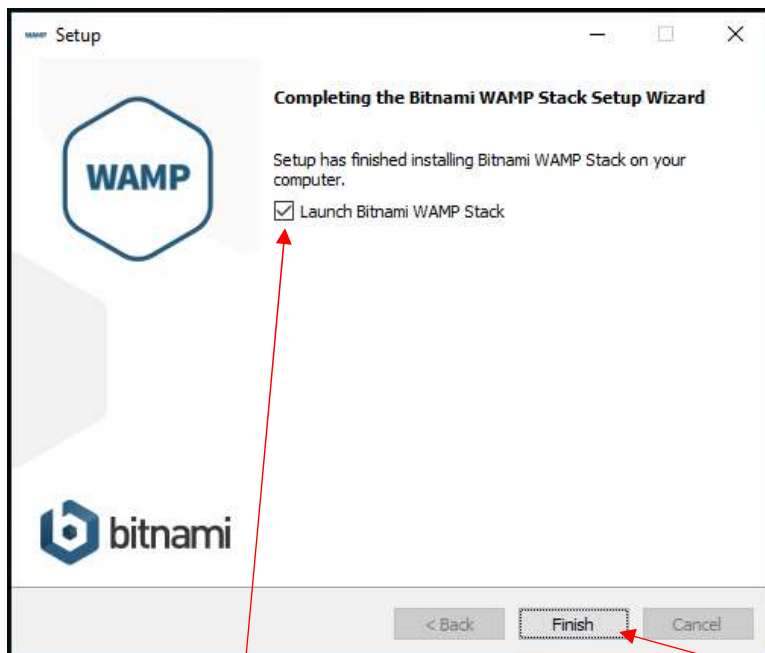 WAMP Setup
Completing the Bitnami WAMP Stack Setup Wizard
WAMP
Setup has finished installing Bitnami WAMP Stack on your
computer.
Launch Bitnami WAMP Stack
bitnami
< Back
Finish
Cancel